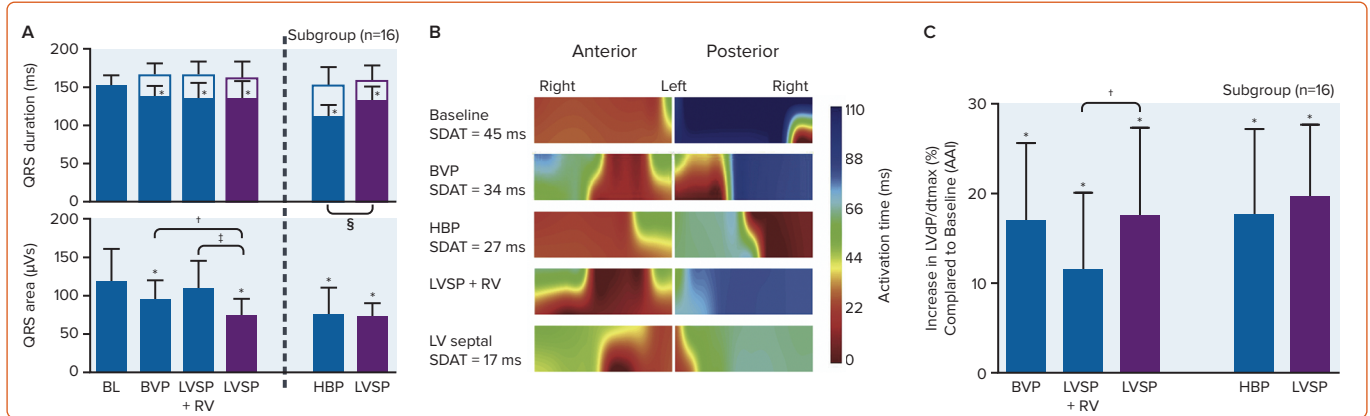 A
Subgroup (n=16)
200
150
100
50
0
QRS duration (ms)
*
*
*
*
*
§
200
150
100
50
0
QRS area (µVs)
†
‡
*
*
*
*
BL
BVP
LVSP
+ RV
LVSP
HBP
LVSP
B
Anterior
Posterior
Right
Left
Right
Baseline
SDAT = 45 ms
BVP
SDAT = 34 ms
HBP
SDAT = 27 ms
LVSP + RV
LV septal
SDAT = 17 ms
110
88
66
44
22
0
Activation time (ms)
C
Subgroup (n=16)
30
20
10
0
Increase in LVdP/dtmax (%)
Complared to Baseline (AAI)
†
*
*
*
*
*
BVP
LVSP
+ RV
LVSP
HBP
LVSP